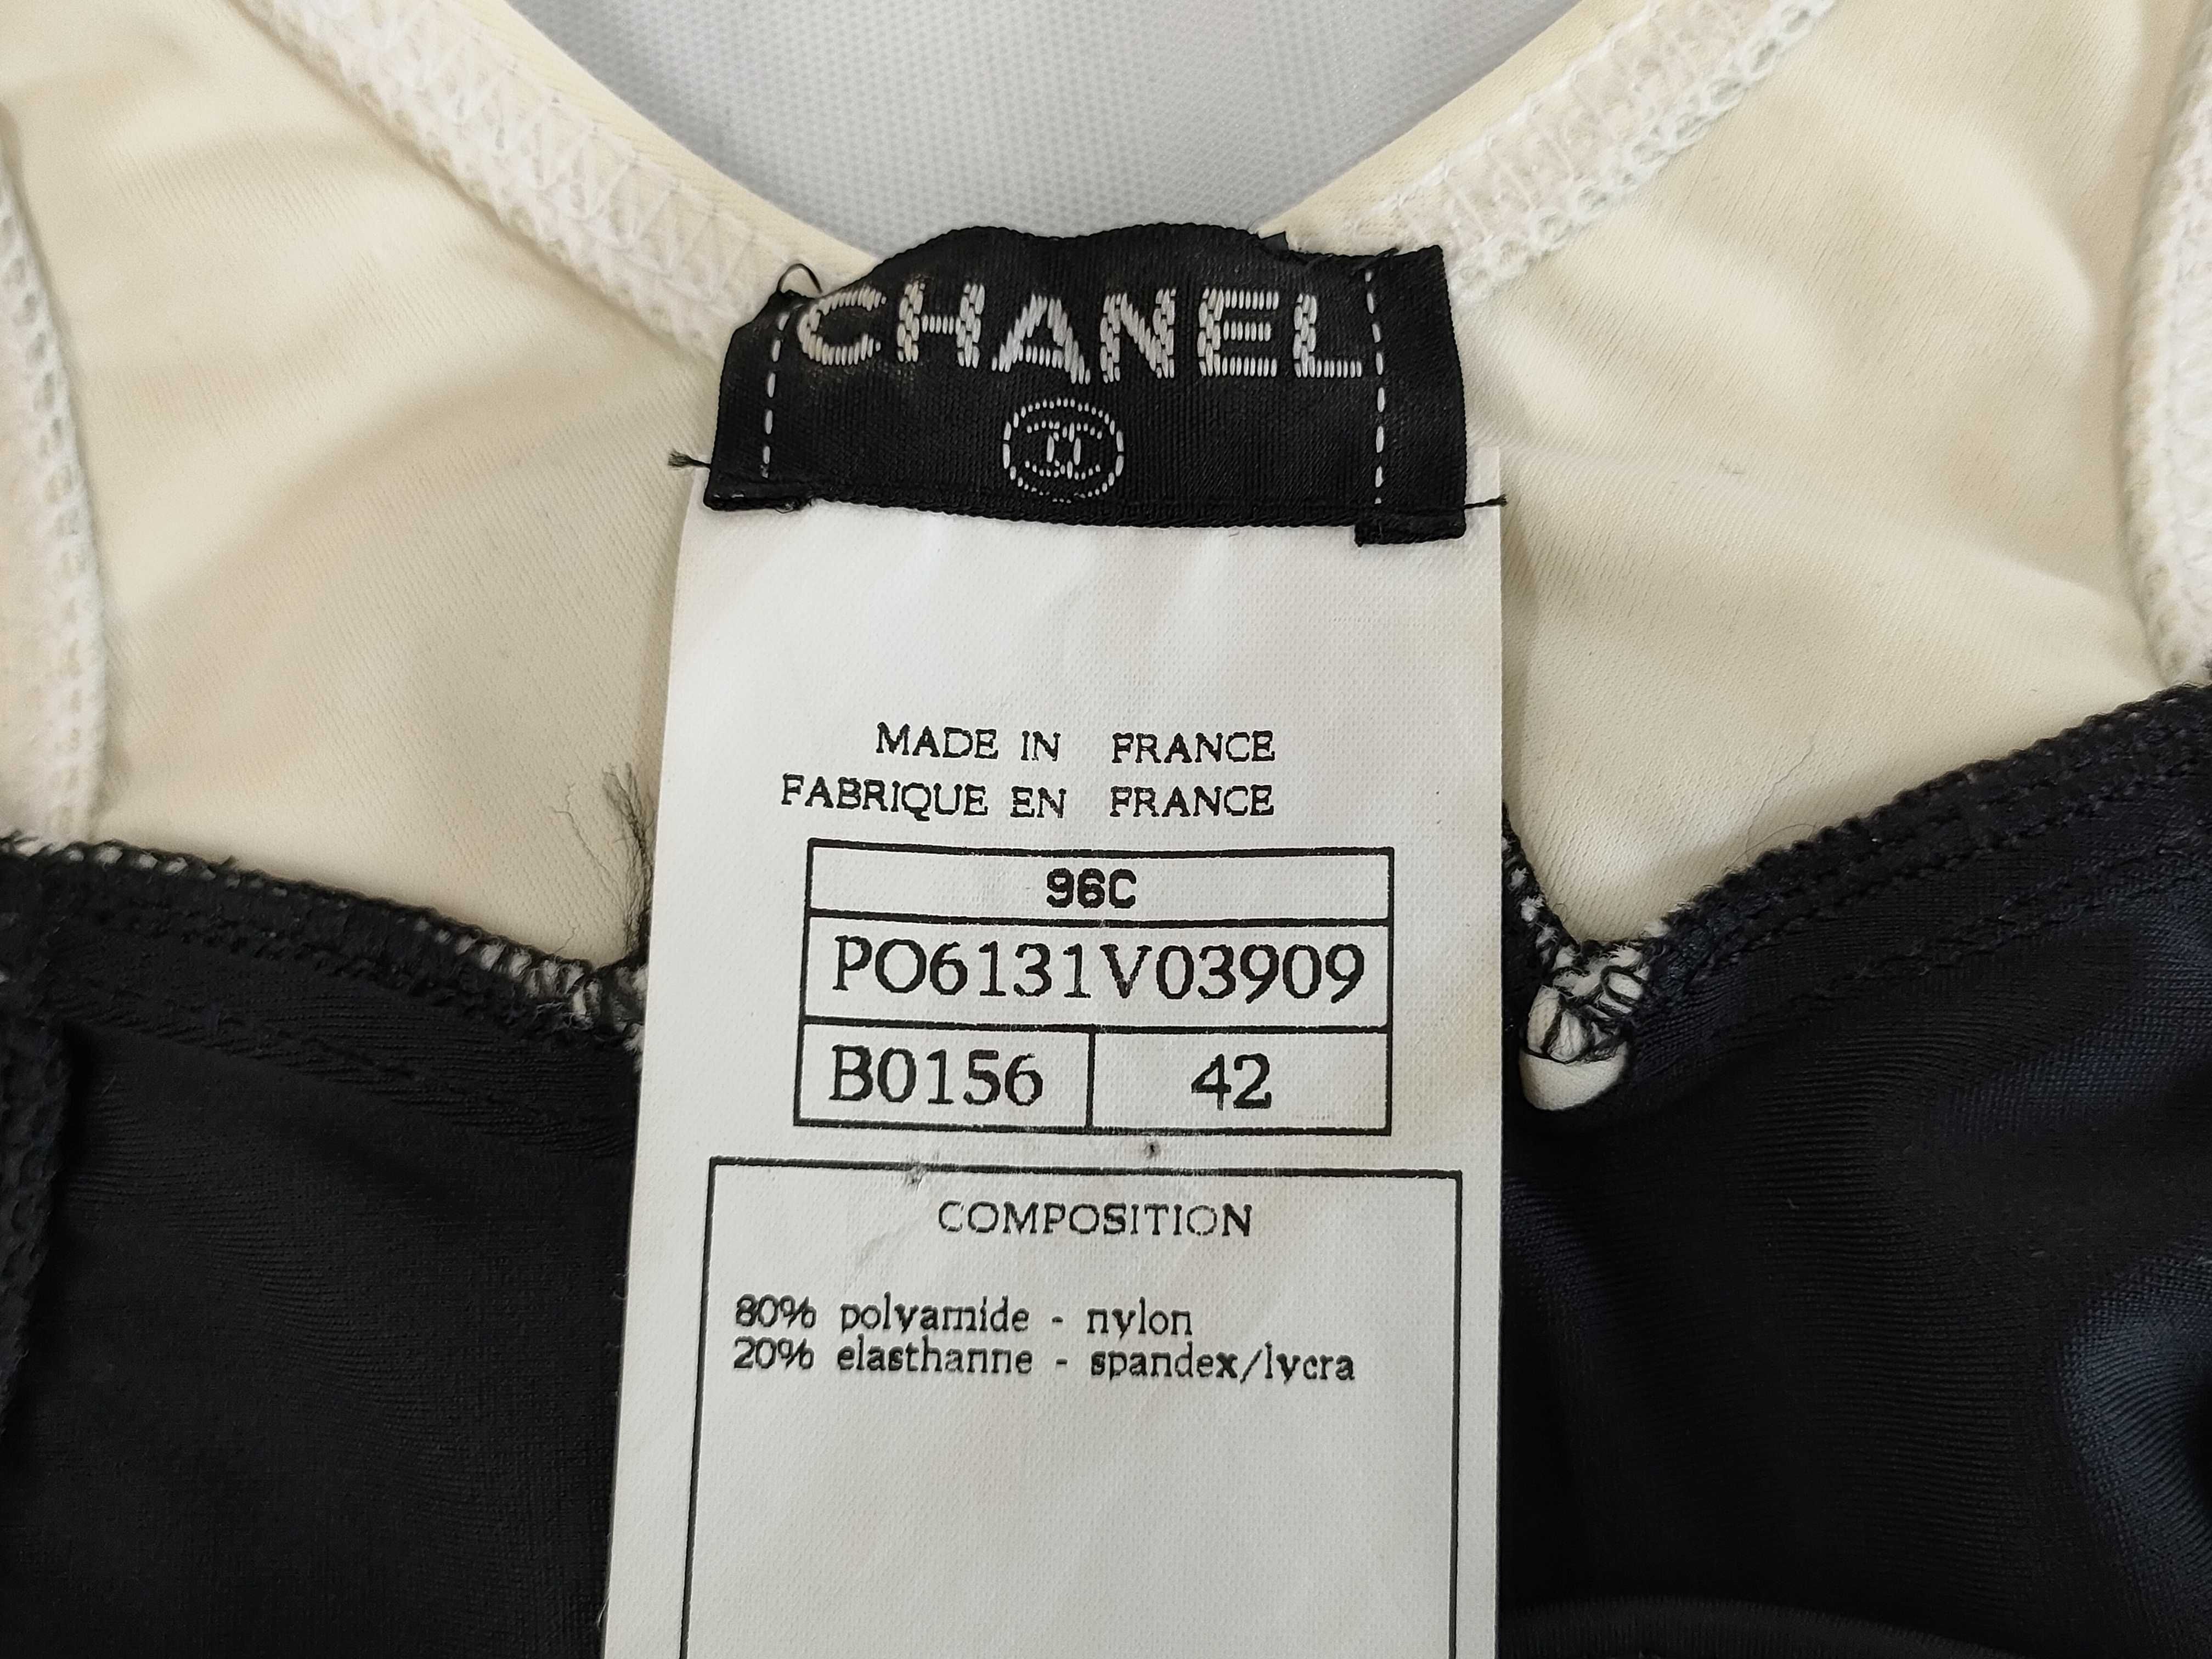 CHANEL
MADE IN FRANCE
FABRIQUE EN FRANCE
96C
PO6131V03909
B0156 42
COMPOSITION
80% polyamide - nylon
20% elasthanne - spandex/lycra